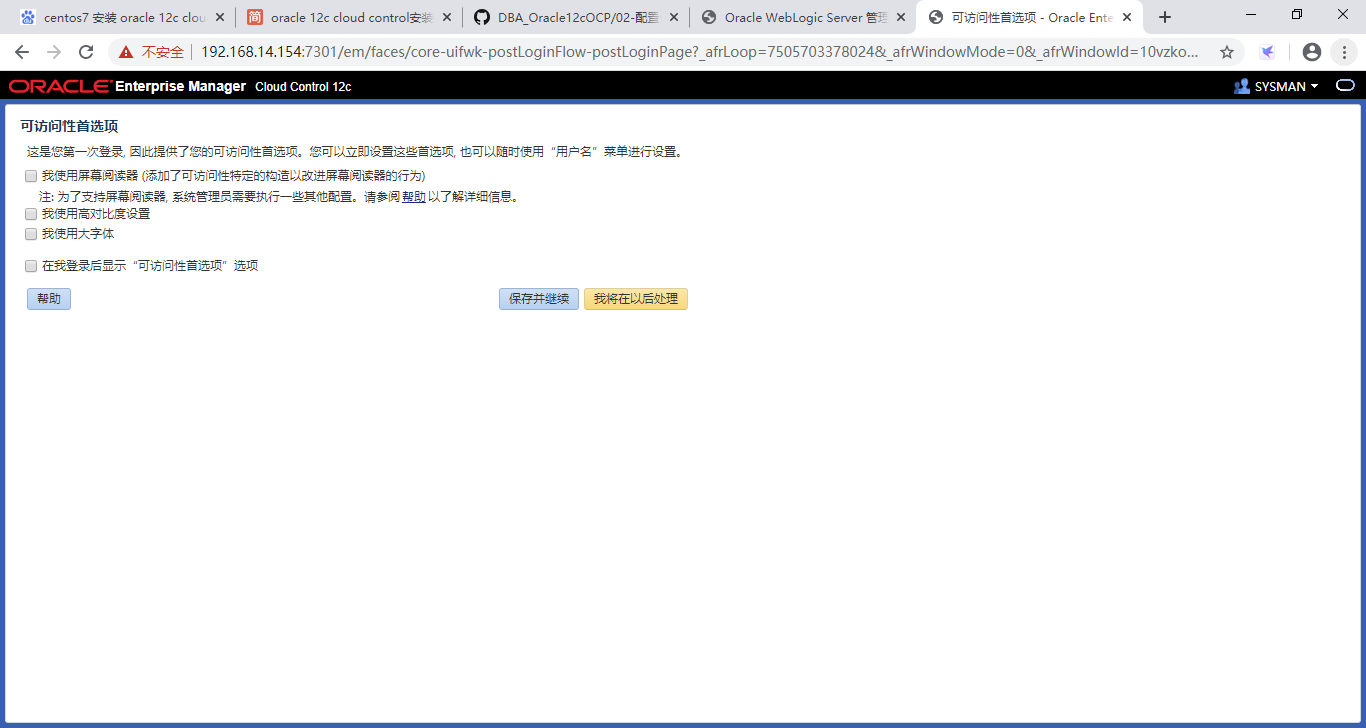 centos7 安装 oracle 12c clou
oracle 12c cloud control安装
DBA_Oracle12cOCP/02-配置
Oracle WebLogic Server 管理
可访问性首选项 - Oracle Ente
不安全
192.168.14.154:7301/em/faces/core-uifwk-postLoginFlow-postLoginPage?_afrLoop=7505703378024&_afrWindowMode=0&_afrWindowId=10vzko...
ORACLE Enterprise Manager Cloud Control 12c
SYSMAN
可访问性首选项
这是您第一次登录, 因此提供了您的可访问性首选项。您可以立即设置这些首选项, 也可以随时使用“用户名”菜单进行设置。
我使用屏幕阅读器 (添加了可访问性特定的构造以改进屏幕阅读器的行为)
注: 为了支持屏幕阅读器, 系统管理员需要执行一些其他配置。请参阅帮助以了解详细信息。
我使用高对比度设置
我使用大字体
在我登录后显示“可访问性首选项”选项
帮助
保存并继续
我将在以后处理